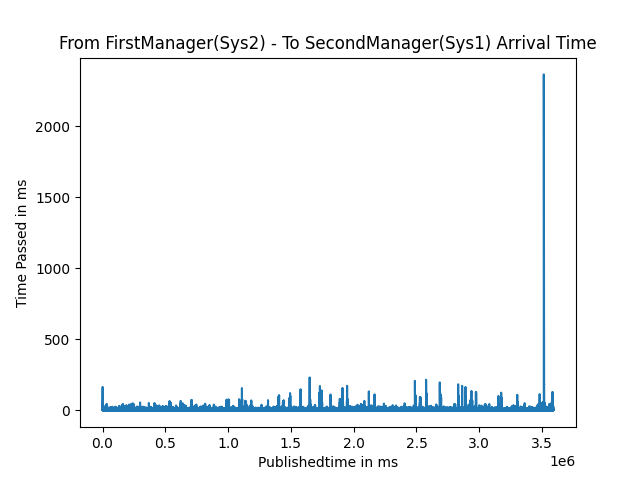 From FirstManager(Sys2) - To SecondManager(Sys1) Arrival Time
Time Passed in ms
2000
1500
1000
500
0
0.0 0.5 1.0 1.5 2.0 2.5 3.0 3.5
1e6
Publishedtime in ms